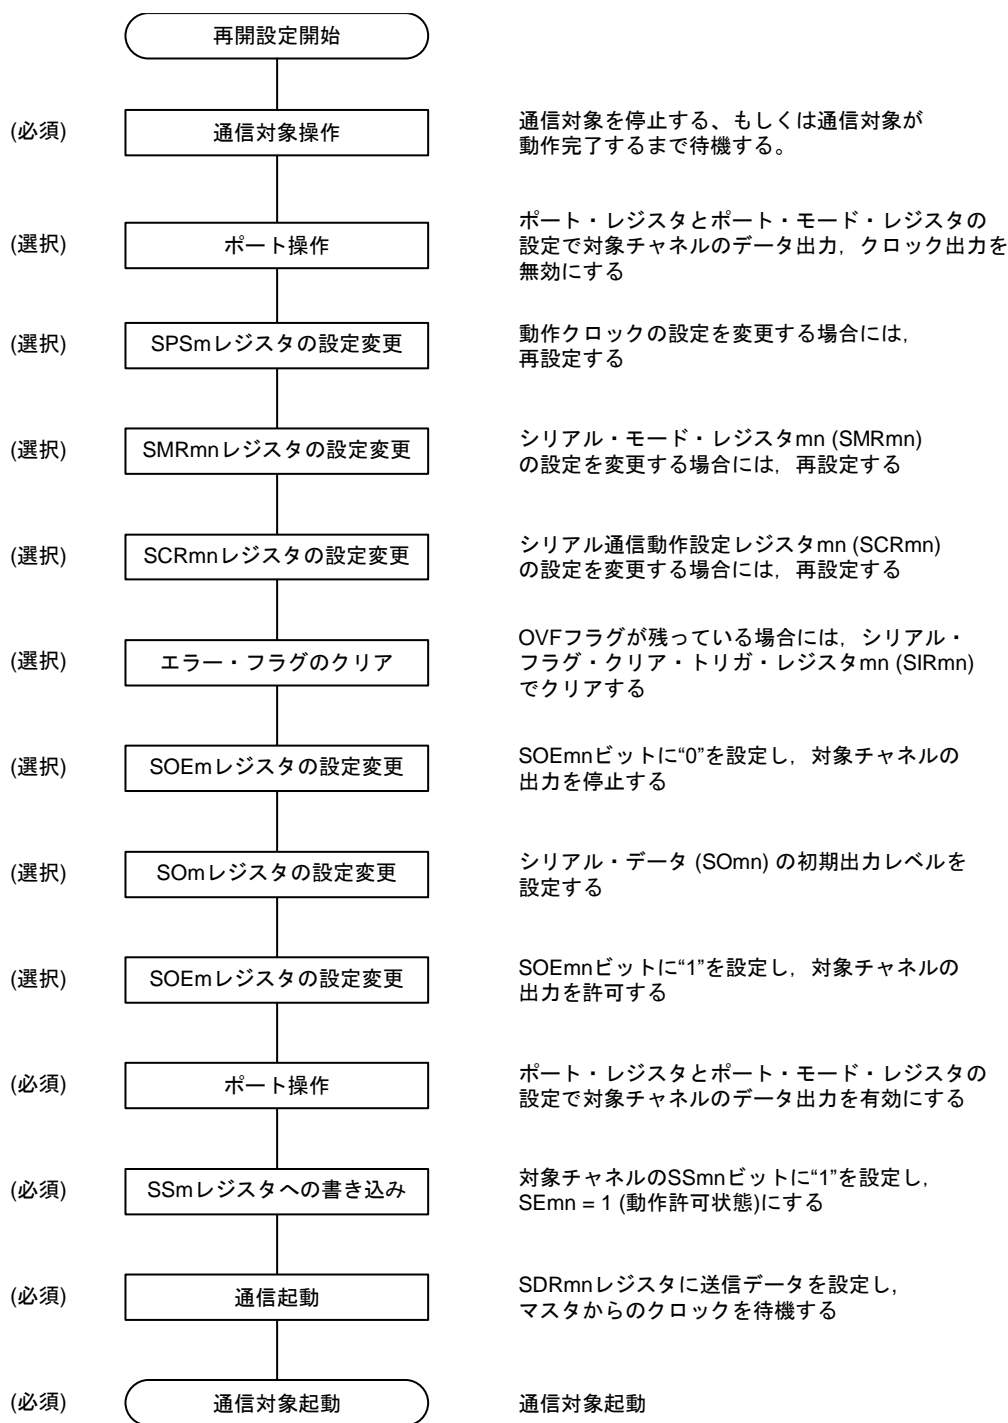 再開設定開始
(必須)
通信対象操作
通信対象を停止する、もしくは通信対象が
動作完了するまで待機する。
(選択)
ポート操作
ポート・レジスタとポート・モード・レジスタの
設定で対象チャネルのデータ出力，クロック出力を
無効にする
(選択)
SPSmレジスタの設定変更
動作クロックの設定を変更する場合には，
再設定する
(選択)
SMRmnレジスタの設定変更
シリアル・モード・レジスタmn (SMRmn)
の設定を変更する場合には，再設定する
(選択)
SCRmnレジスタの設定変更
シリアル通信動作設定レジスタmn (SCRmn)
の設定を変更する場合には，再設定する
(選択)
エラー・フラグのクリア
OVFフラグが残っている場合には，シリアル・
フラグ・クリア・トリガ・レジスタmn (SIRmn)
でクリアする
(選択)
SOEmレジスタの設定変更
SOEmnビットに“0”を設定し，対象チャネルの
出力を停止する
(選択)
SOmレジスタの設定変更
シリアル・データ (SOmn) の初期出力レベルを
設定する
(選択)
SOEmレジスタの設定変更
SOEmnビットに“1”を設定し，対象チャネルの
出力を許可する
(必須)
ポート操作
ポート・レジスタとポート・モード・レジスタの
設定で対象チャネルのデータ出力を有効にする
(必須)
SSmレジスタへの書き込み
対象チャネルのSSmnビットに“1”を設定し，
SEmn = 1 (動作許可状態)にする
(必須)
通信起動
SDRmnレジスタに送信データを設定し，
マスタからのクロックを待機する
(必須)
通信対象起動
通信対象起動